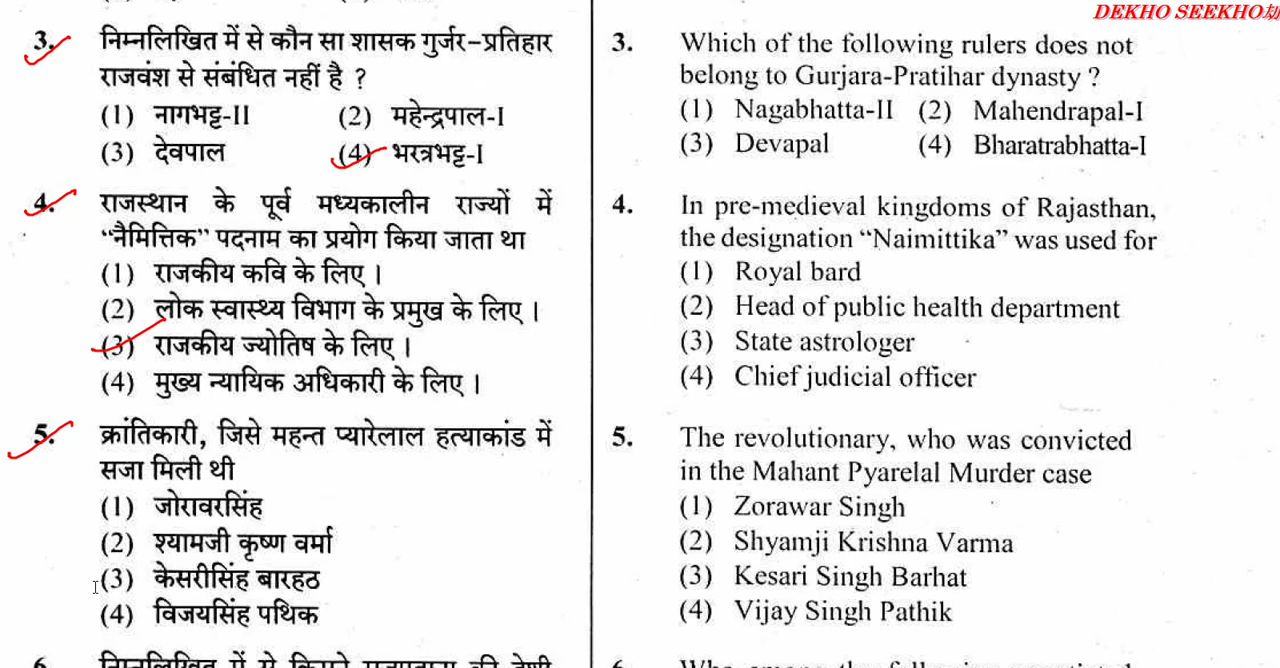 DEKHO SEEKHO
3. निम्नलिखित में से कौन सा शासक गुर्जर-प्रतिहार
राजवंश से संबंधित नहीं है ?
(1) नागभट्ट-II (2) महेन्द्रपाल-I
(3) देवपाल (4) भरत्रभट्ट-I
4. राजस्थान के पूर्व मध्यकालीन राज्यों में
“नैमित्तिक” पदनाम का प्रयोग किया जाता था
(1) राजकीय कवि के लिए ।
(2) लोक स्वास्थ्य विभाग के प्रमुख के लिए ।
(3) राजकीय ज्योतिष के लिए ।
(4) मुख्य न्यायिक अधिकारी के लिए ।
5. क्रांतिकारी, जिसे महन्त प्यारेलाल हत्याकांड में
सजा मिली थी
(1) जोरावरसिंह
(2) श्यामजी कृष्ण वर्मा
(3) केसरीसिंह बारहठ
(4) विजयसिंह पथिक
3. Which of the following rulers does not
belong to Gurjara-Pratihar dynasty ?
(1) Nagabhatta-II (2) Mahendrapal-I
(3) Devapal (4) Bharatrabhatta-I
4. In pre-medieval kingdoms of Rajasthan,
the designation “Naimittika” was used for
(1) Royal bard
(2) Head of public health department
(3) State astrologer
(4) Chief judicial officer
5. The revolutionary, who was convicted
in the Mahant Pyarelal Murder case
(1) Zorawar Singh
(2) Shyamji Krishna Varma
(3) Kesari Singh Barhat
(4) Vijay Singh Pathik